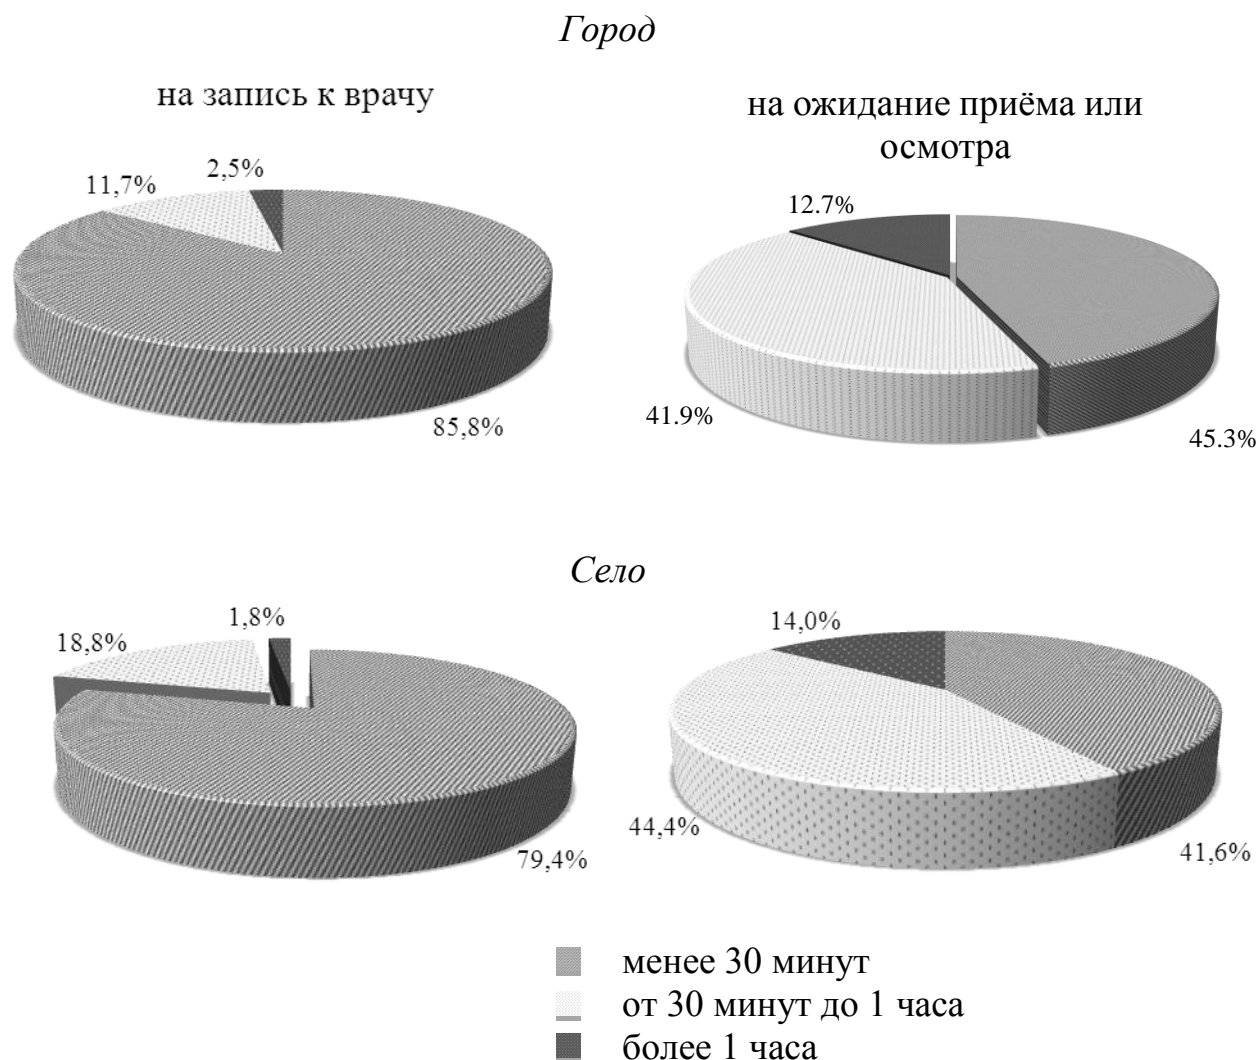 Город
на запись к врачу
на ожидание приёма или
осмотра
11,7%
2,5%
85,8%
12.7%
41.9%
45.3%
Село
18,8%
1,8%
79,4%
14,0%
44,4%
41,6%
менее 30 минут
от 30 минут до 1 часа
более 1 часа